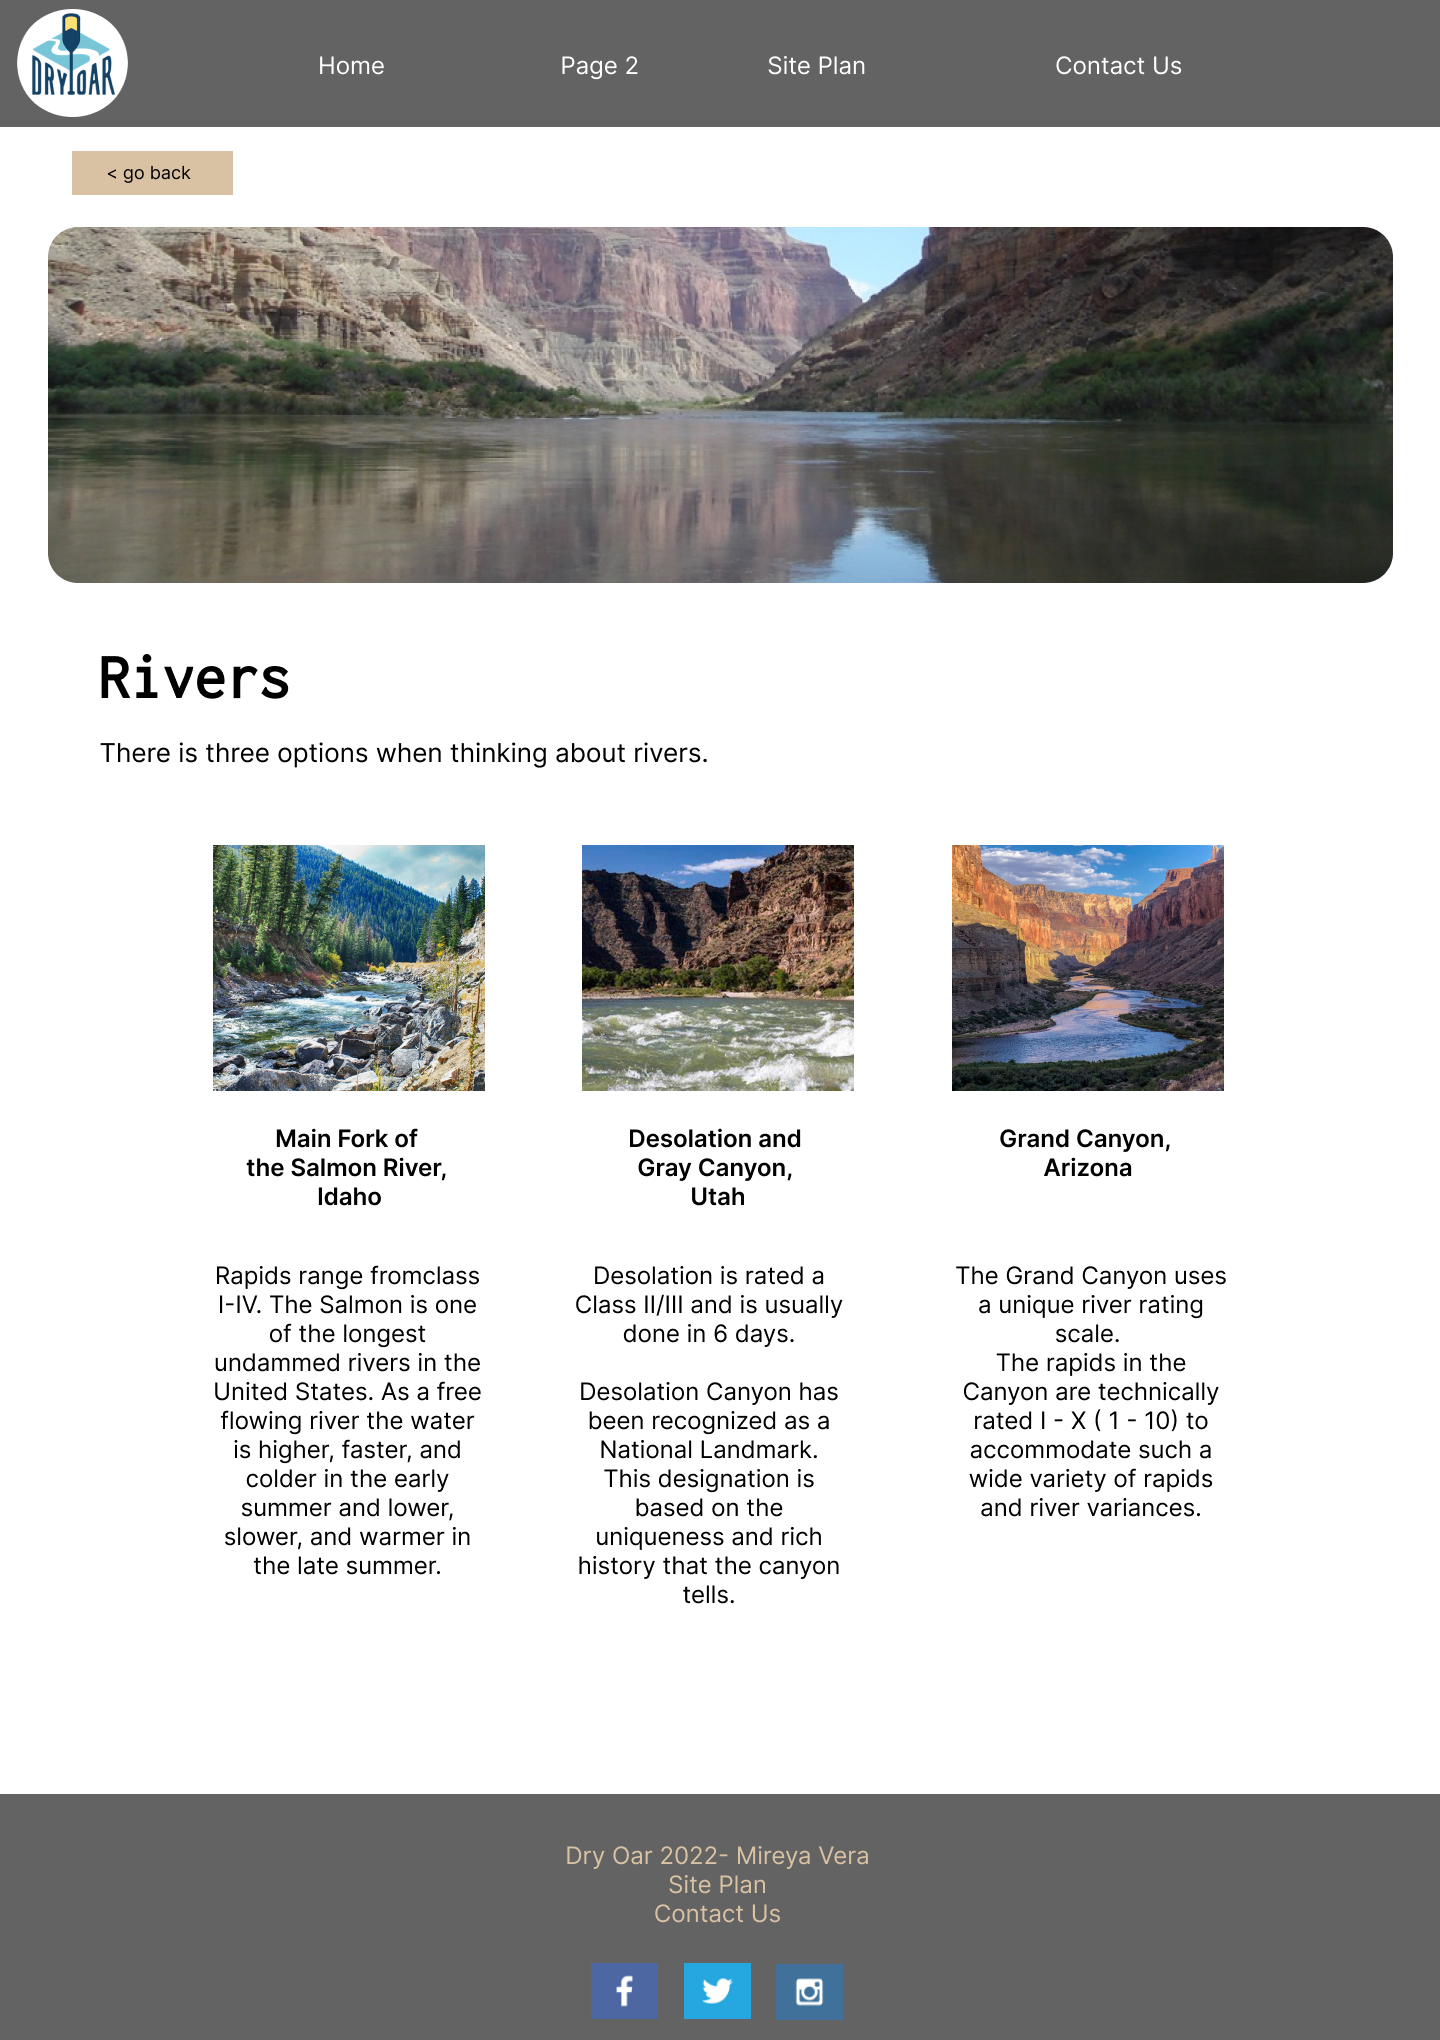 DRY OAR
Home
Page 2
Site Plan
Contact Us
< go back
Rivers
There is three options when thinking about rivers.
Main Fork of
the Salmon River,
Idaho
Rapids range fromclass
I-IV. The Salmon is one
of the longest
undammed rivers in the
United States. As a free
flowing river the water
is higher, faster, and
colder in the early
summer and lower,
slower, and warmer in
the late summer.
Desolation and
Gray Canyon,
Utah
Desolation is rated a
Class II/III and is usually
done in 6 days.
Desolation Canyon has
been recognized as a
National Landmark.
This designation is
based on the
uniqueness and rich
history that the canyon
tells.
Grand Canyon,
Arizona
The Grand Canyon uses
a unique river rating
scale.
The rapids in the
Canyon are technically
rated I - X ( 1 - 10) to
accommodate such a
wide variety of rapids
and river variances.
Dry Oar 2022- Mireya Vera
Site Plan
Contact Us